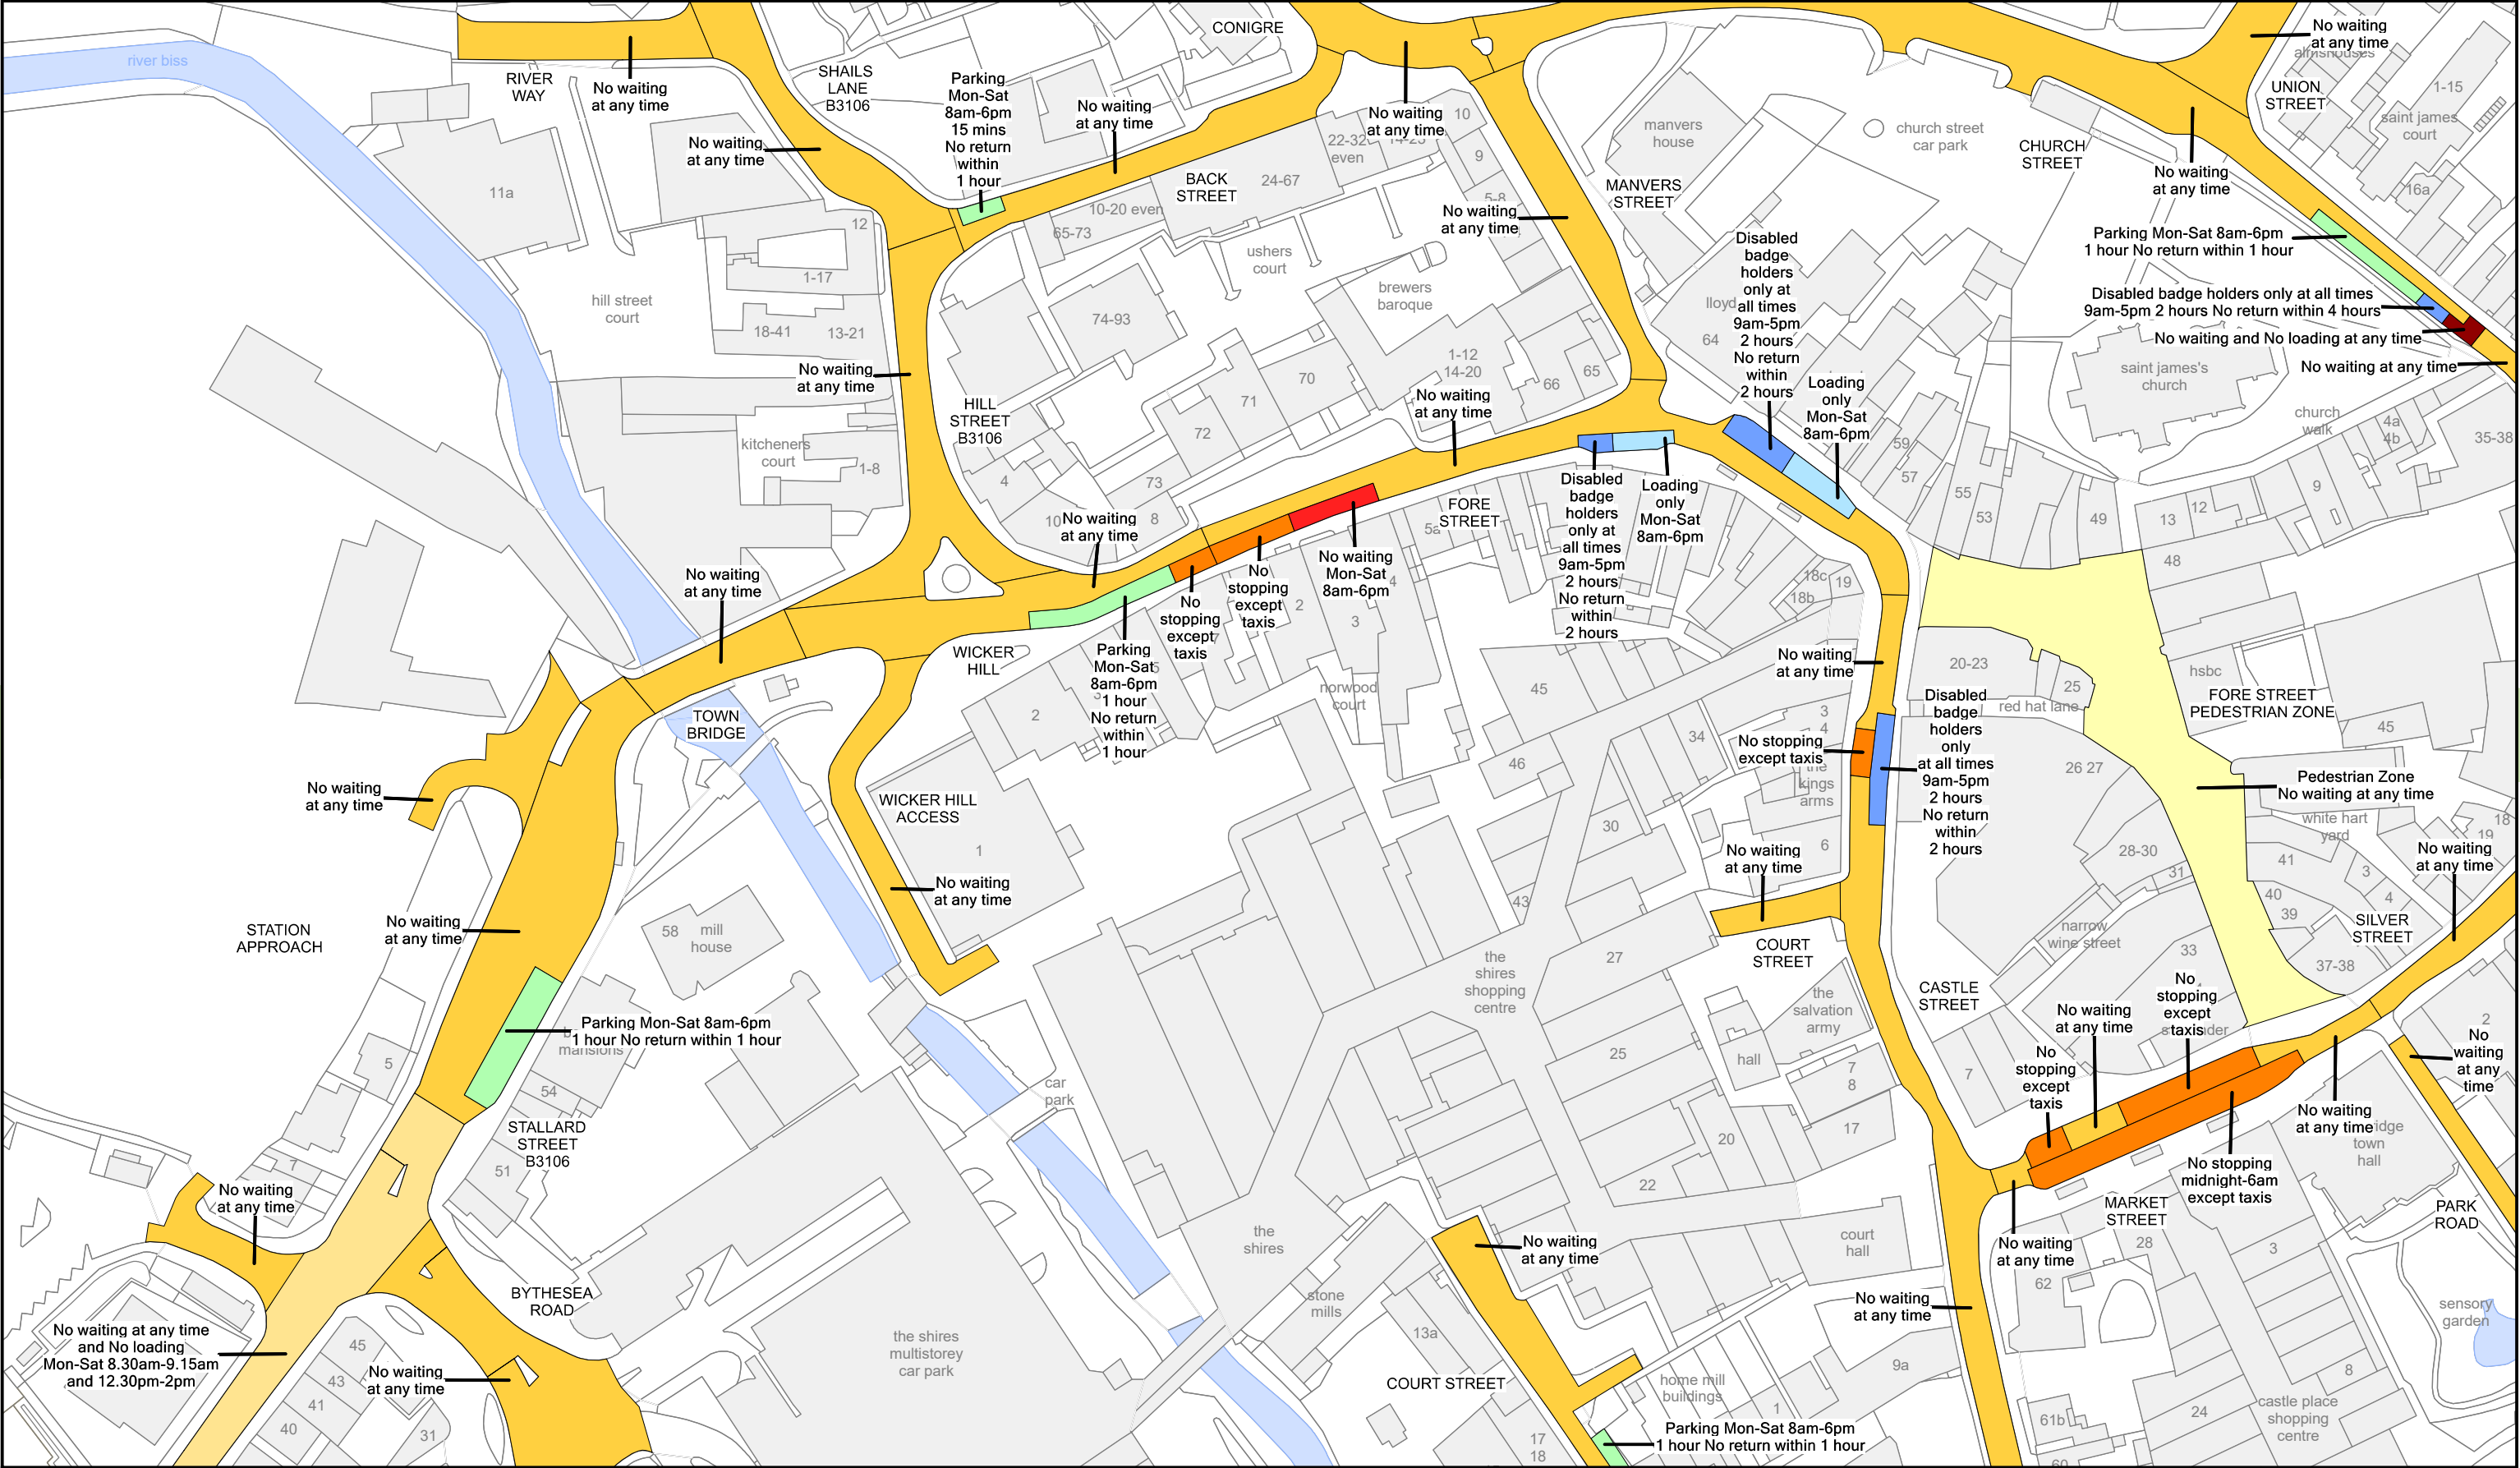 river biss
RIVER
WAY
No waiting
at any time
SHAILS
LANE
B3106
No waiting
at any time
Parking
Mon-Sat
8am-6pm
15 mins
No return
within
1 hour
No waiting
at any time
CONIGRE
No waiting
at any time
BACK
STREET
10
9
5-8
22-32
even
24-67
10-20 even
65-73
11a
12
1-17
18-41
13-21
hill street
court
kitcheners
court
1-8
No waiting
at any time
HILL
STREET
B3106
74-93
ushers
court
brewers
baroque
1-12
14-20
70
71
72
73
8
4
10
66
65
No waiting
at any time
manvers
house
MANVERS
STREET
church street
car park
CHURCH
STREET
No waiting
at any time
UNION
STREET
No waiting
at any time
almshouses
1-15
saint james
court
16a
Parking Mon-Sat 8am-6pm
1 hour No return within 1 hour
Disabled badge holders only at all times
9am-5pm 2 hours No return within 4 hours
No waiting and No loading at any time
No waiting at any time
saint james's
church
church
walk
4a
4b
35-38
lloyd
64
Disabled
badge
holders
only at
all times
9am-5pm
2 hours
No return
within
2 hours
Loading
only
Mon-Sat
8am-6pm
59
57
55
53
49
13
12
9
48
No waiting
at any time
No waiting
at any time
No waiting
at any time
FORE
STREET
5a
Disabled
badge
holders
only at
all times
9am-5pm
2 hours
No return
within
2 hours
Loading
only
Mon-Sat
8am-6pm
No
stopping
except
taxis
No
stopping
except
taxis
No waiting
Mon-Sat
8am-6pm
4
2
3
norwood
court
Parking
Mon-Sat
8am-6pm
1 hour
No return
within
1 hour
WICKER
HILL
2
TOWN
BRIDGE
WICKER HILL
ACCESS
1
No waiting
at any time
No waiting
at any time
No waiting
at any time
STATION
APPROACH
58
mill
house
Parking Mon-Sat 8am-6pm
1 hour No return within 1 hour
mansions
54
51
5
7
STALLARD
STREET
B3106
car
park
18c
18b
19
No waiting
at any time
45
46
34
3
4
No stopping
except taxis
the
kings
arms
6
30
43
No waiting
at any time
20-23
25
red hat lane
Disabled
badge
holders
only
at all times
9am-5pm
2 hours
No return
within
2 hours
26 27
hsbc
FORE STREET
PEDESTRIAN ZONE
45
Pedestrian Zone
No waiting at any time
white hart
yard
18
19
No waiting
at any time
28-30
31
41
40
39
3
4
narrow
wine street
33
37-38
SILVER
STREET
COURT
STREET
CASTLE
STREET
the
shires
shopping
centre
27
25
22
20
17
7
8
hall
the
salvation
army
7
No
stopping
except
taxis
No waiting
at any time
No
stopping
except
taxis
No waiting
at any time
No stopping
midnight-6am
except taxis
2
No
waiting
at any
time
town
hall
MARKET
STREET
PARK
ROAD
No waiting
at any time
No waiting
at any time
court
hall
62
28
3
8
24
61b
60
castle place
shopping
centre
sensory
garden
No waiting
at any time
BYTHESEA
ROAD
No waiting at any time
and No loading
Mon-Sat 8.30am-9.15am
and 12.30pm-2pm
45
43
41
40
31
No waiting
at any time
the shires
multistorey
car park
the
shires
stone
mills
13a
COURT STREET
17
18
No waiting
at any time
home mill
buildings
1
9a
Parking Mon-Sat 8am-6pm
1 hour No return within 1 hour